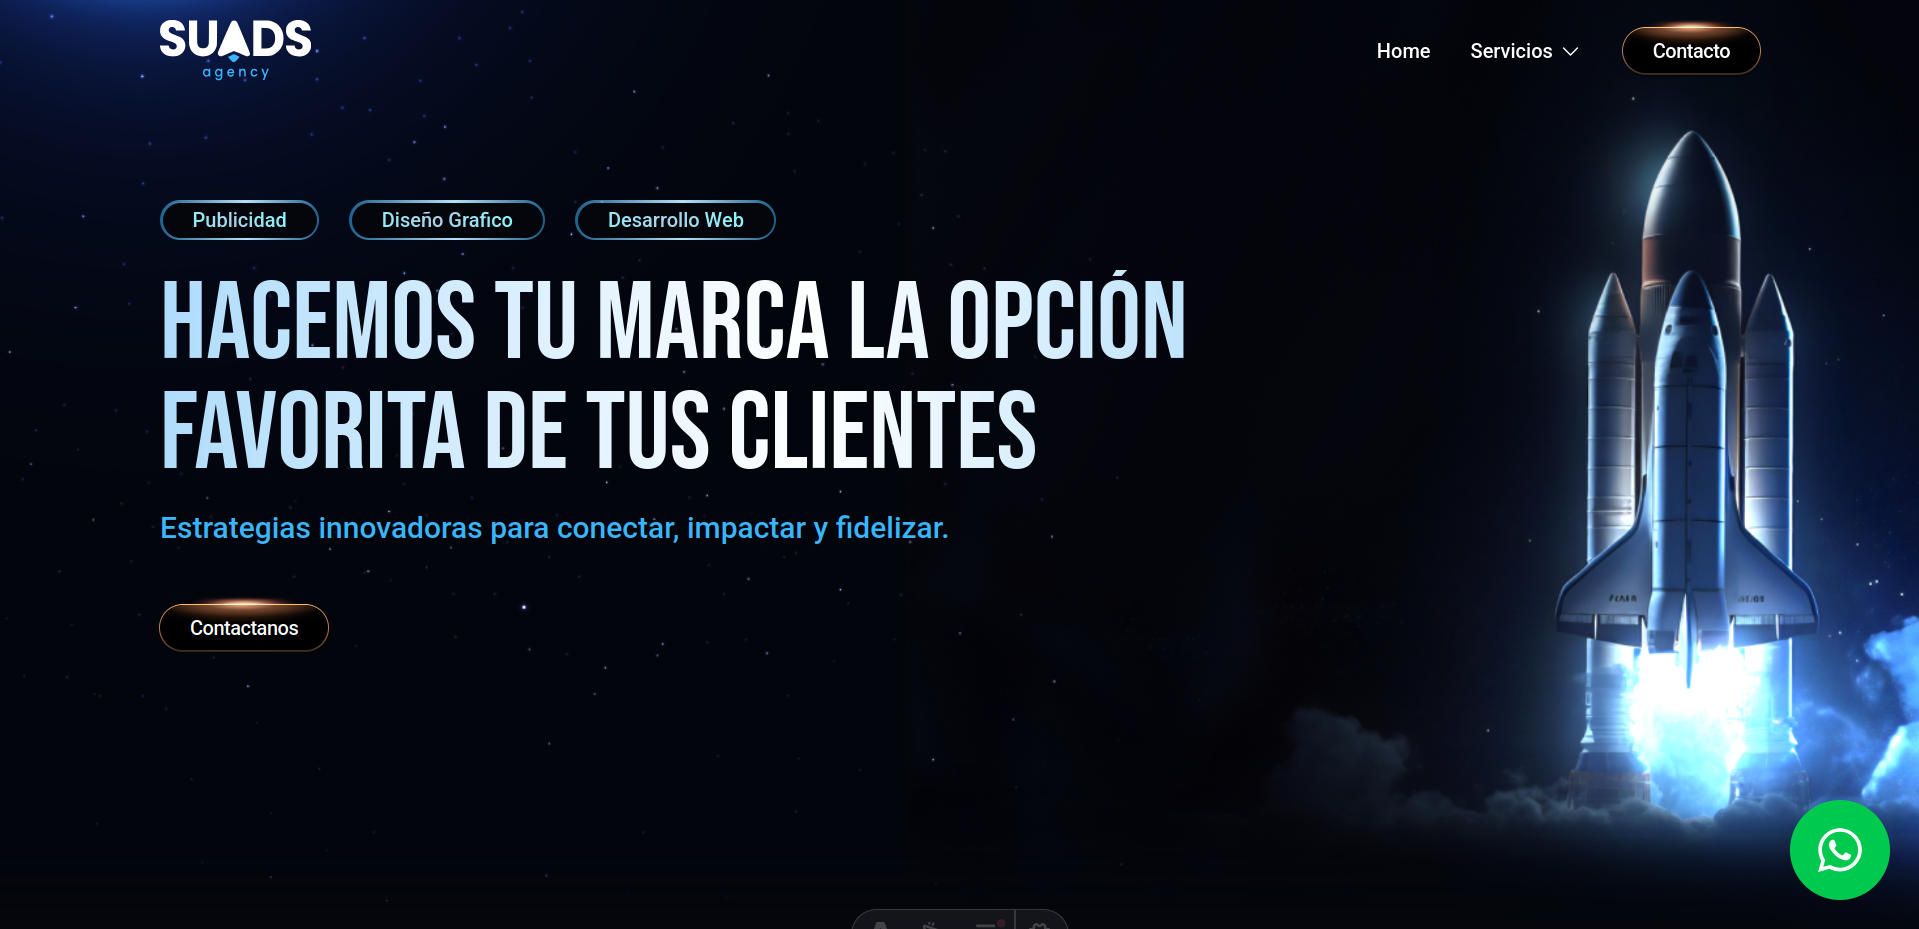 SUADS
agency
Home
Servicios
Contacto
Publicidad
Diseño Grafico
Desarrollo Web
HACEMOS TU MARCA LA OPCIÓN
FAVORITA DE TUS CLIENTES
Estrategias innovadoras para conectar, impactar y fidelizar.
Contactanos